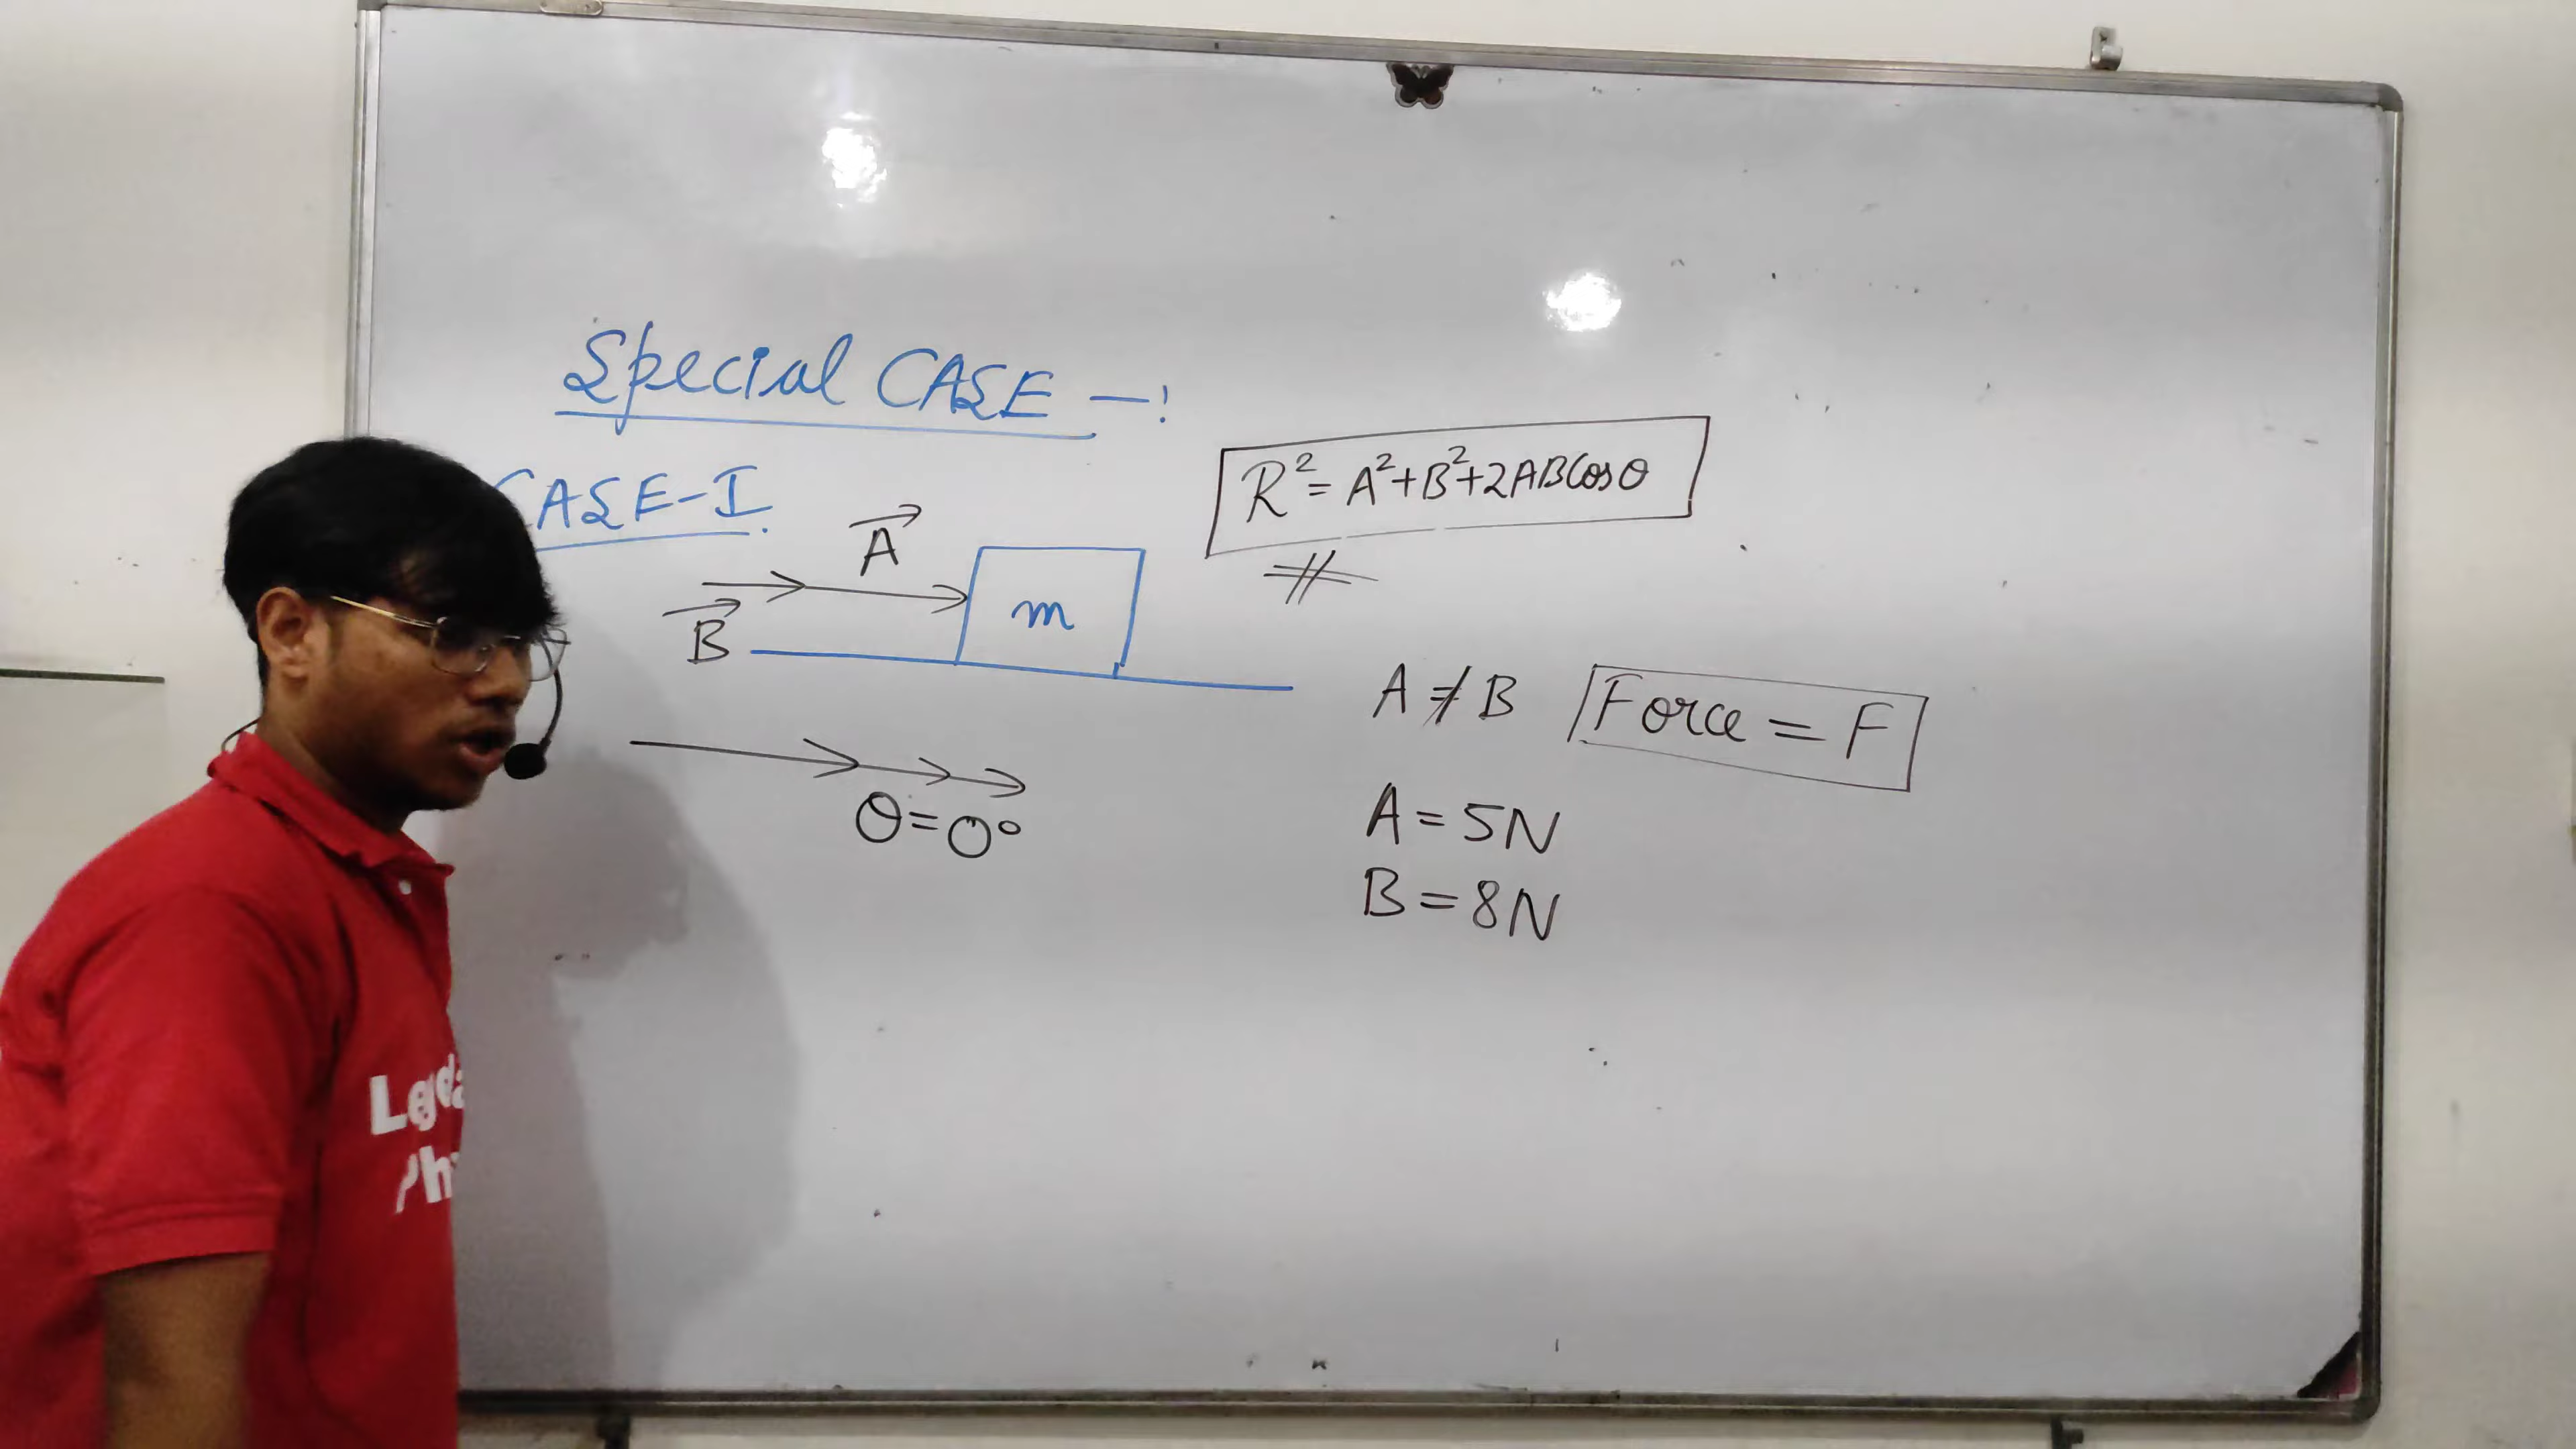 Special CASE -:
CASE-I.
R² = A²+B²+2ABCosθ
A⃗
B⃗
m
A ≠ B
Force = F
θ=0°
A = 5N
B = 8N